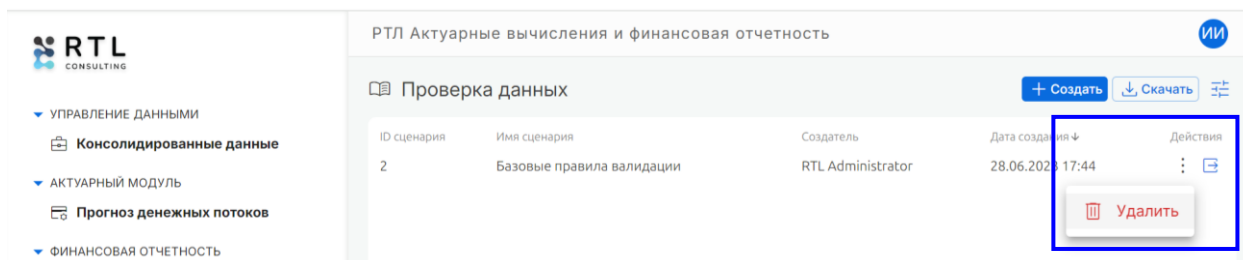 RTL
CONSULTING
РТЛ Актуарные вычисления и финансовая отчетность
ИИ
Проверка данных
Создать
Скачать
УПРАВЛЕНИЕ ДАННЫМИ
Консолидированные данные
АКТУАРНЫЙ МОДУЛЬ
Прогноз денежных потоков
ФИНАНСОВАЯ ОТЧЕТНОСТЬ
ID сценария Имя сценария Создатель Дата создания Действия
2 Базовые правила валидации RTL Administrator 28.06.2023 17:44
Удалить